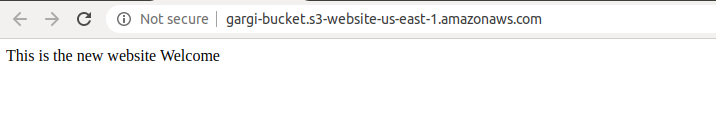 Not secure gargi-bucket.s3-website-us-east-1.amazonaws.com
This is the new website Welcome